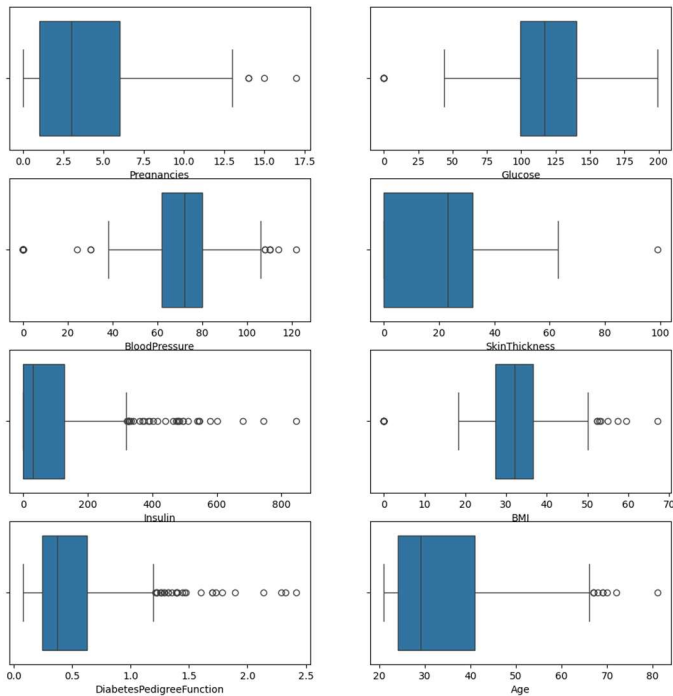 0.0 2.5 5.0 7.5 10.0 12.5 15.0 17.5
Pregnancies
0 25 50 75 100 125 150 175 200
Glucose
0 20 40 60 80 100 120
BloodPressure
0 20 40 60 80 100
SkinThickness
0 200 400 600 800
Insulin
0 10 20 30 40 50 60 70
BMI
0.0 0.5 1.0 1.5 2.0 2.5
DiabetesPedigreeFunction
20 30 40 50 60 70 80
Age